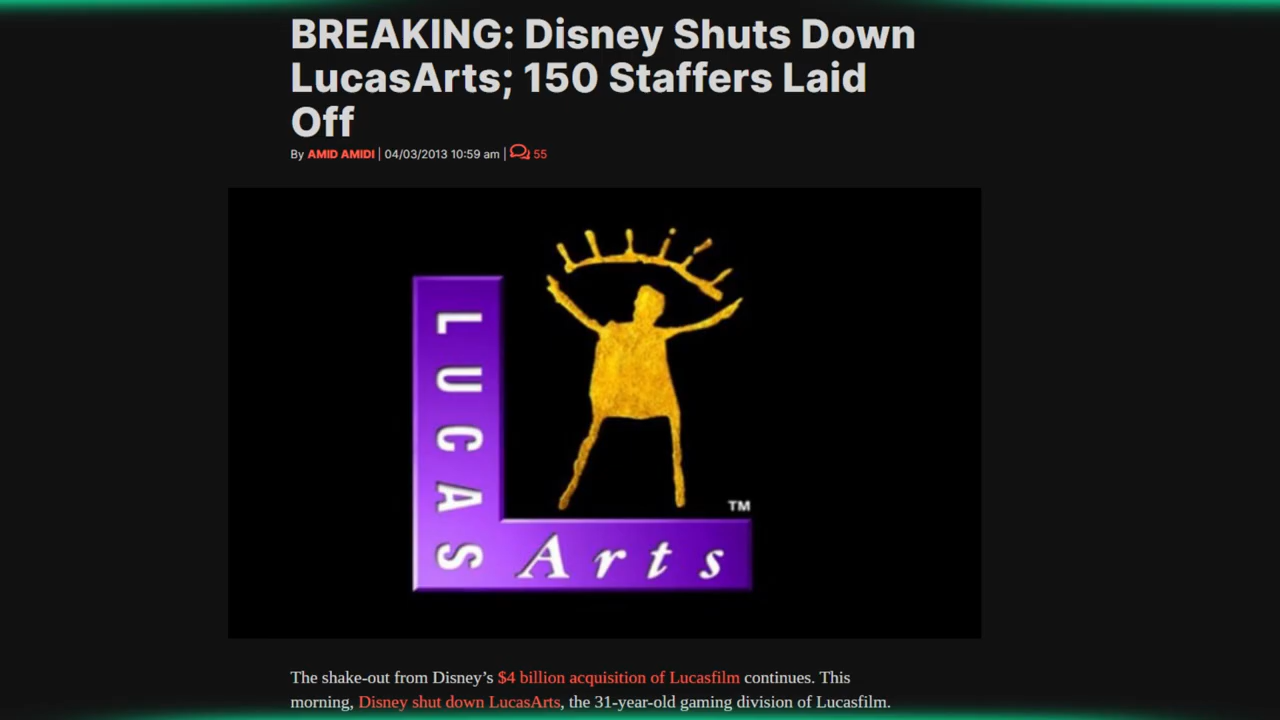 BREAKING: Disney Shuts Down
LucasArts; 150 Staffers Laid
Off
By AMID AMIDI | 04/03/2013 10:59 am | 55
LUCAS
Arts
TM
The shake-out from Disney’s $4 billion acquisition of Lucasfilm continues. This
morning, Disney shut down LucasArts, the 31-year-old gaming division of Lucasfilm.